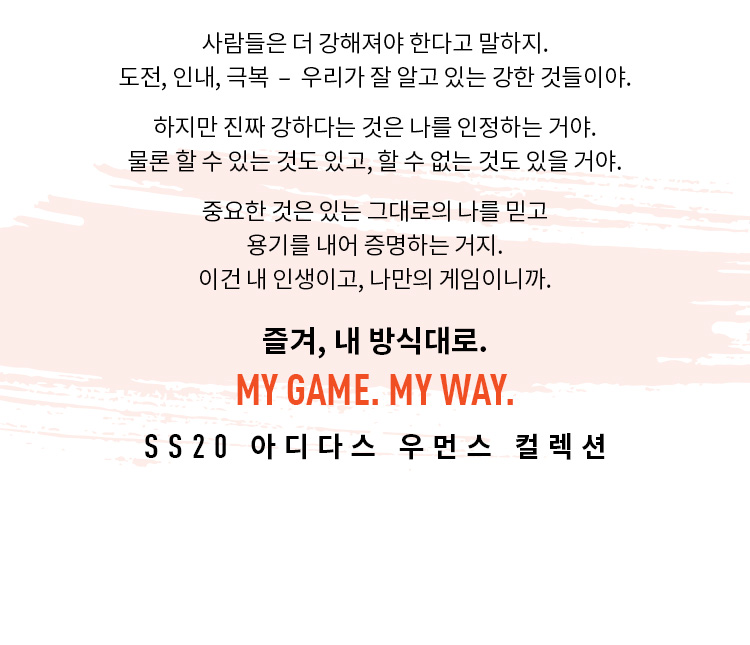 사람들은 더 강해져야 한다고 말하지.
도전, 인내, 극복 – 우리가 잘 알고 있는 강한 것들이야.
하지만 진짜 강하다는 것은 나를 인정하는 거야.
물론 할 수 있는 것도 있고, 할 수 없는 것도 있을 거야.
중요한 것은 있는 그대로의 나를 믿고
용기를 내어 증명하는 거지.
이건 내 인생이고, 나만의 게임이니까.
즐겨, 내 방식대로.
MY GAME. MY WAY.
SS20 아디다스 우먼스 컬렉션